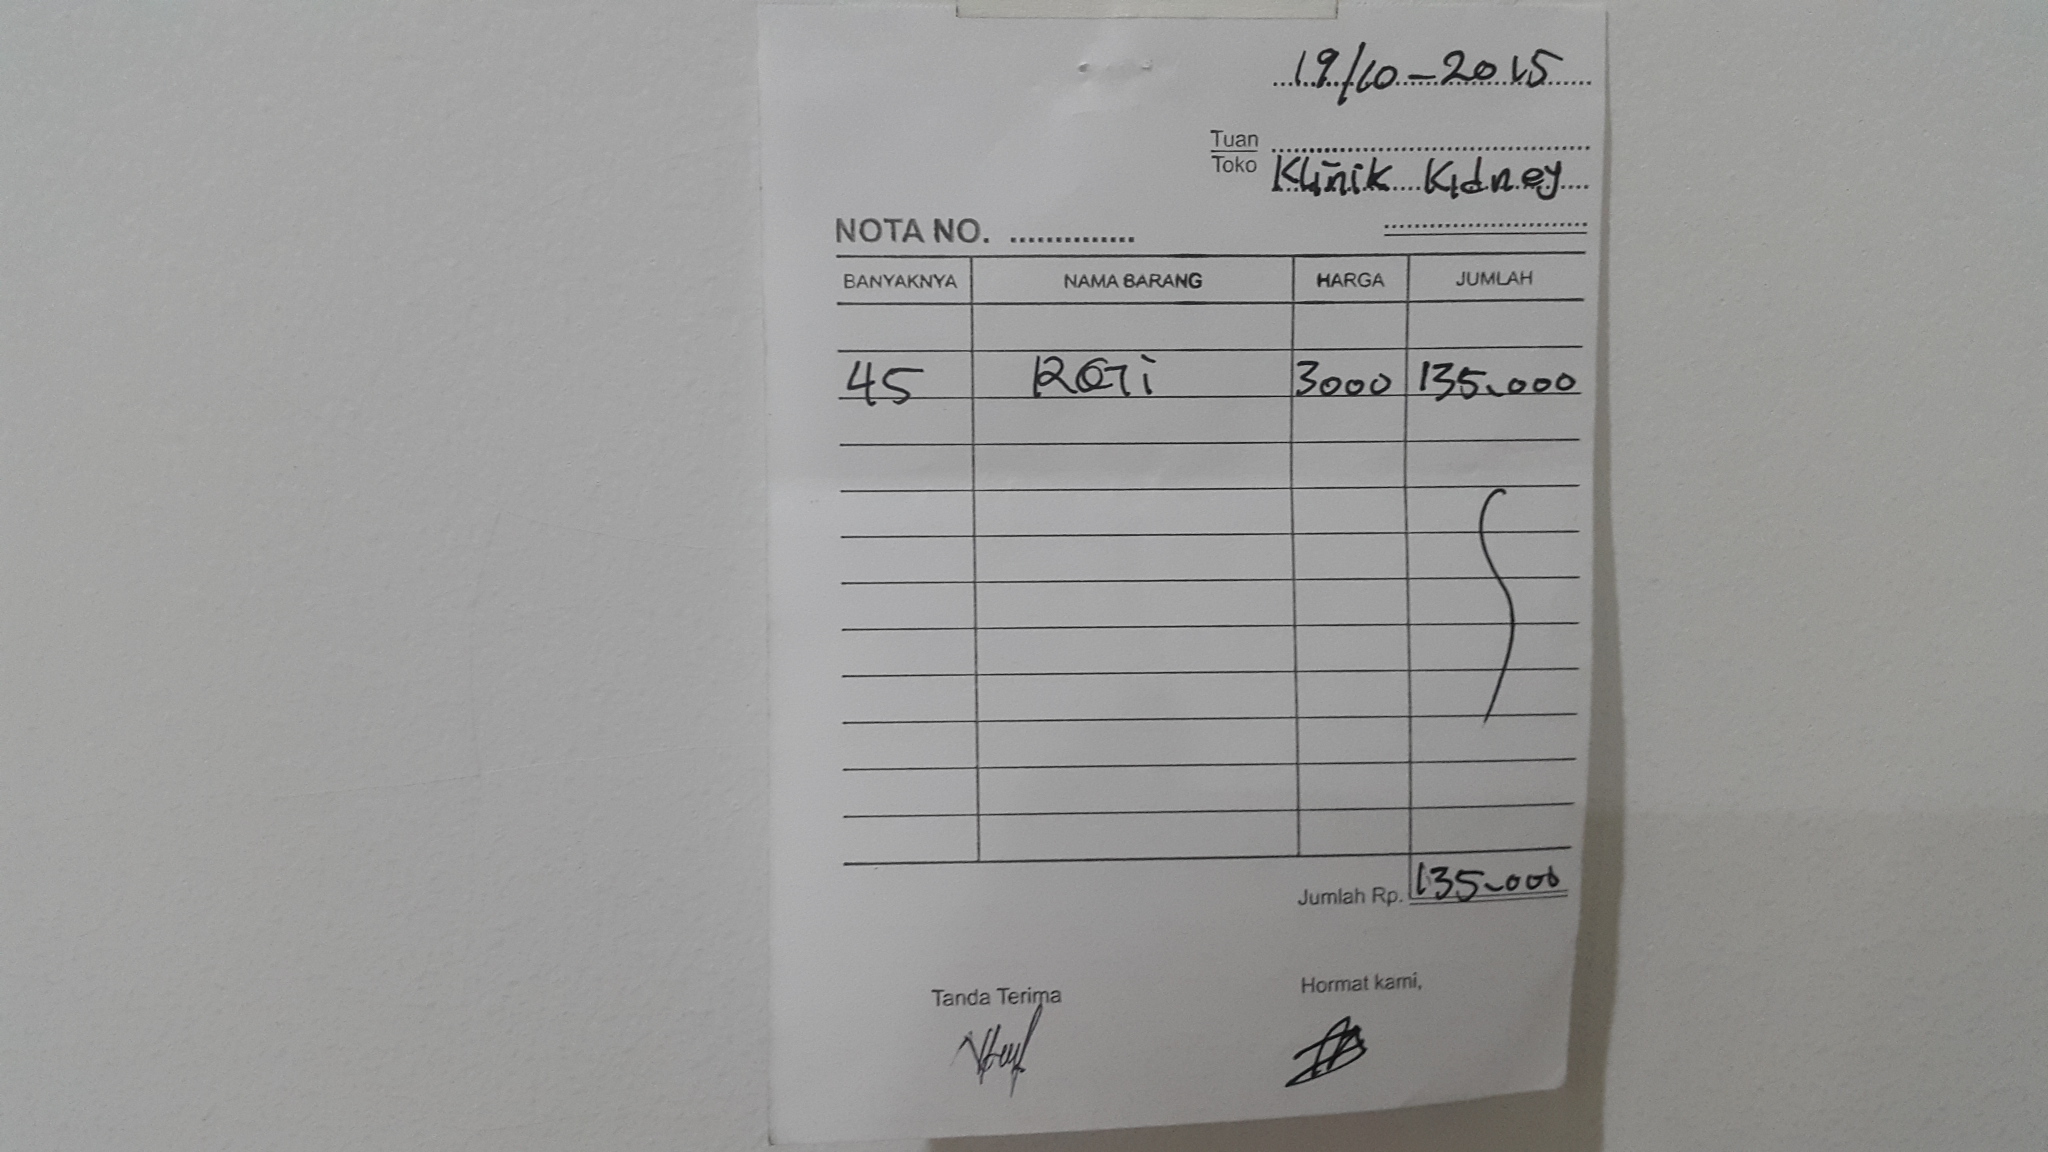 19/10-2015
Tuan
Toko Klinik Kidney
NOTA NO.
BANYAKNYA NAMA BARANG HARGA JUMLAH
45 ROTi 3000 135.000
Jumlah Rp. 135.000
Tanda Terima Hormat kami,